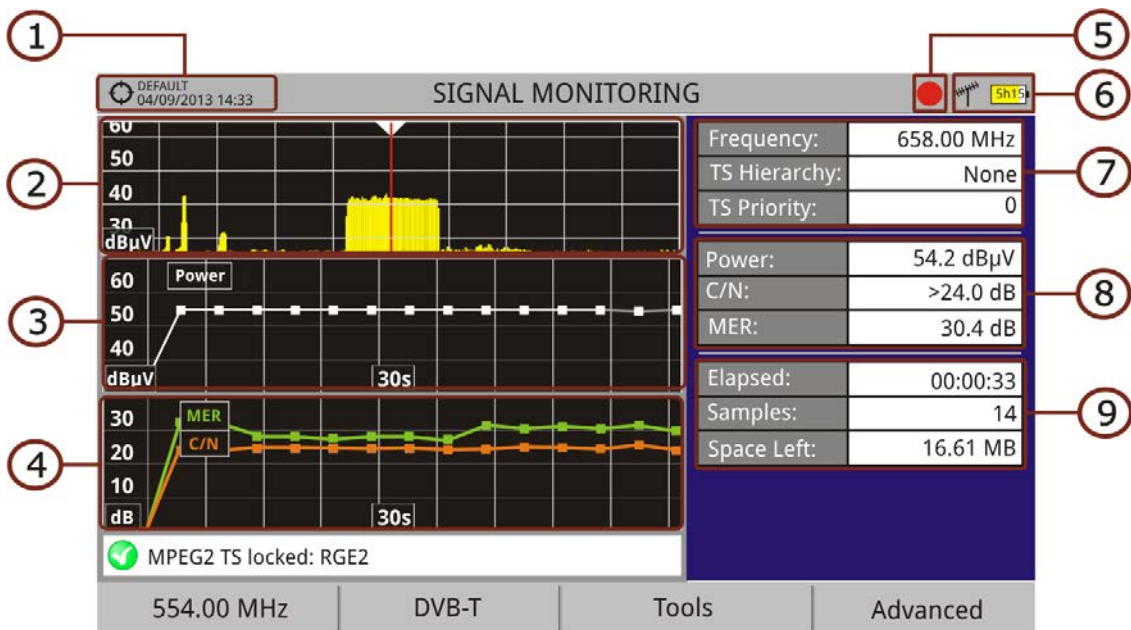 1
5
DEFAULT
04/09/2013 14:33
SIGNAL MONITORING
5h15
6
2
60
50
40
30
dBµV
Frequency: 658.00 MHz
TS Hierarchy: None
TS Priority: 0
7
3
60
50
40
dBµV
Power
30s
Power: 54.2 dBµV
C/N: >24.0 dB
MER: 30.4 dB
8
4
30
20
10
dB
MER
C/N
30s
Elapsed: 00:00:33
Samples: 14
Space Left: 16.61 MB
9
MPEG2 TS locked: RGE2
554.00 MHz
DVB-T
Tools
Advanced